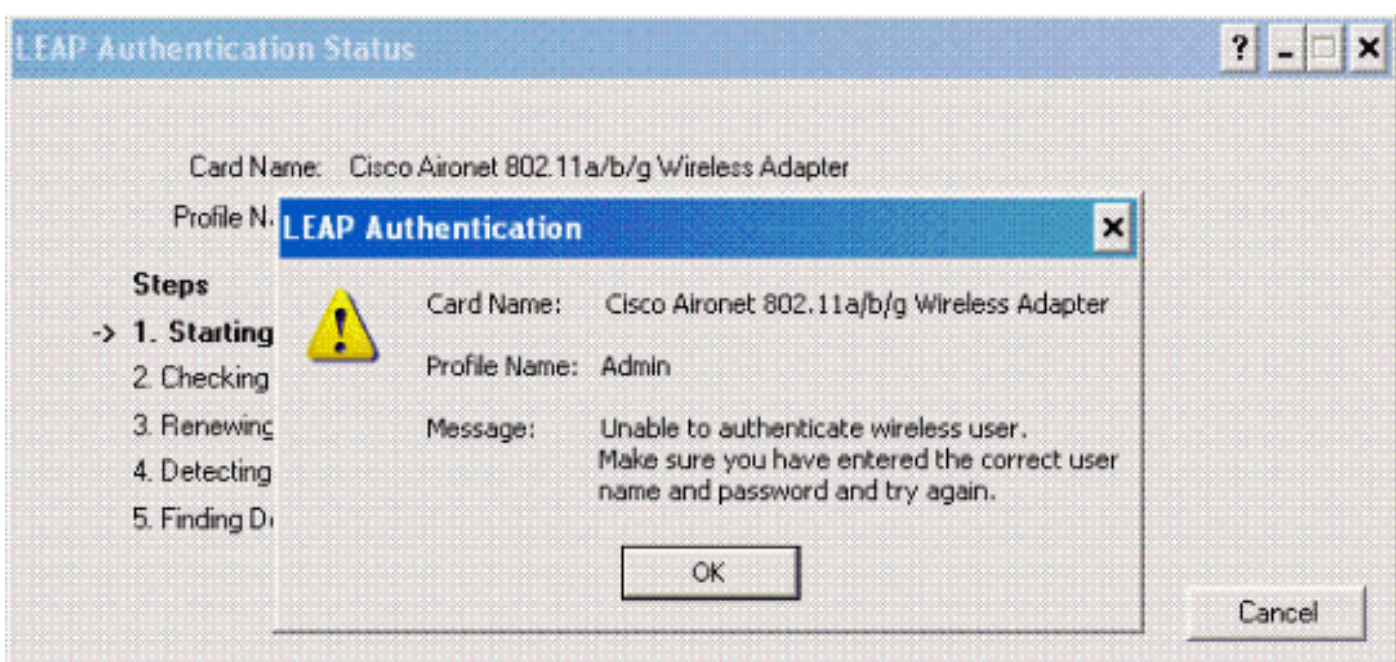 LEAP Authentication Status
Card Name: Cisco Aironet 802.11a/b/g Wireless Adapter
Profile N
LEAP Authentication
Card Name: Cisco Aironet 802.11a/b/g Wireless Adapter
Profile Name: Admin
Message: Unable to authenticate wireless user.
Make sure you have entered the correct user
name and password and try again.
OK
Steps
-> 1. Starting
2. Checking
3. Renewing
4. Detecting
5. Finding D
Cancel